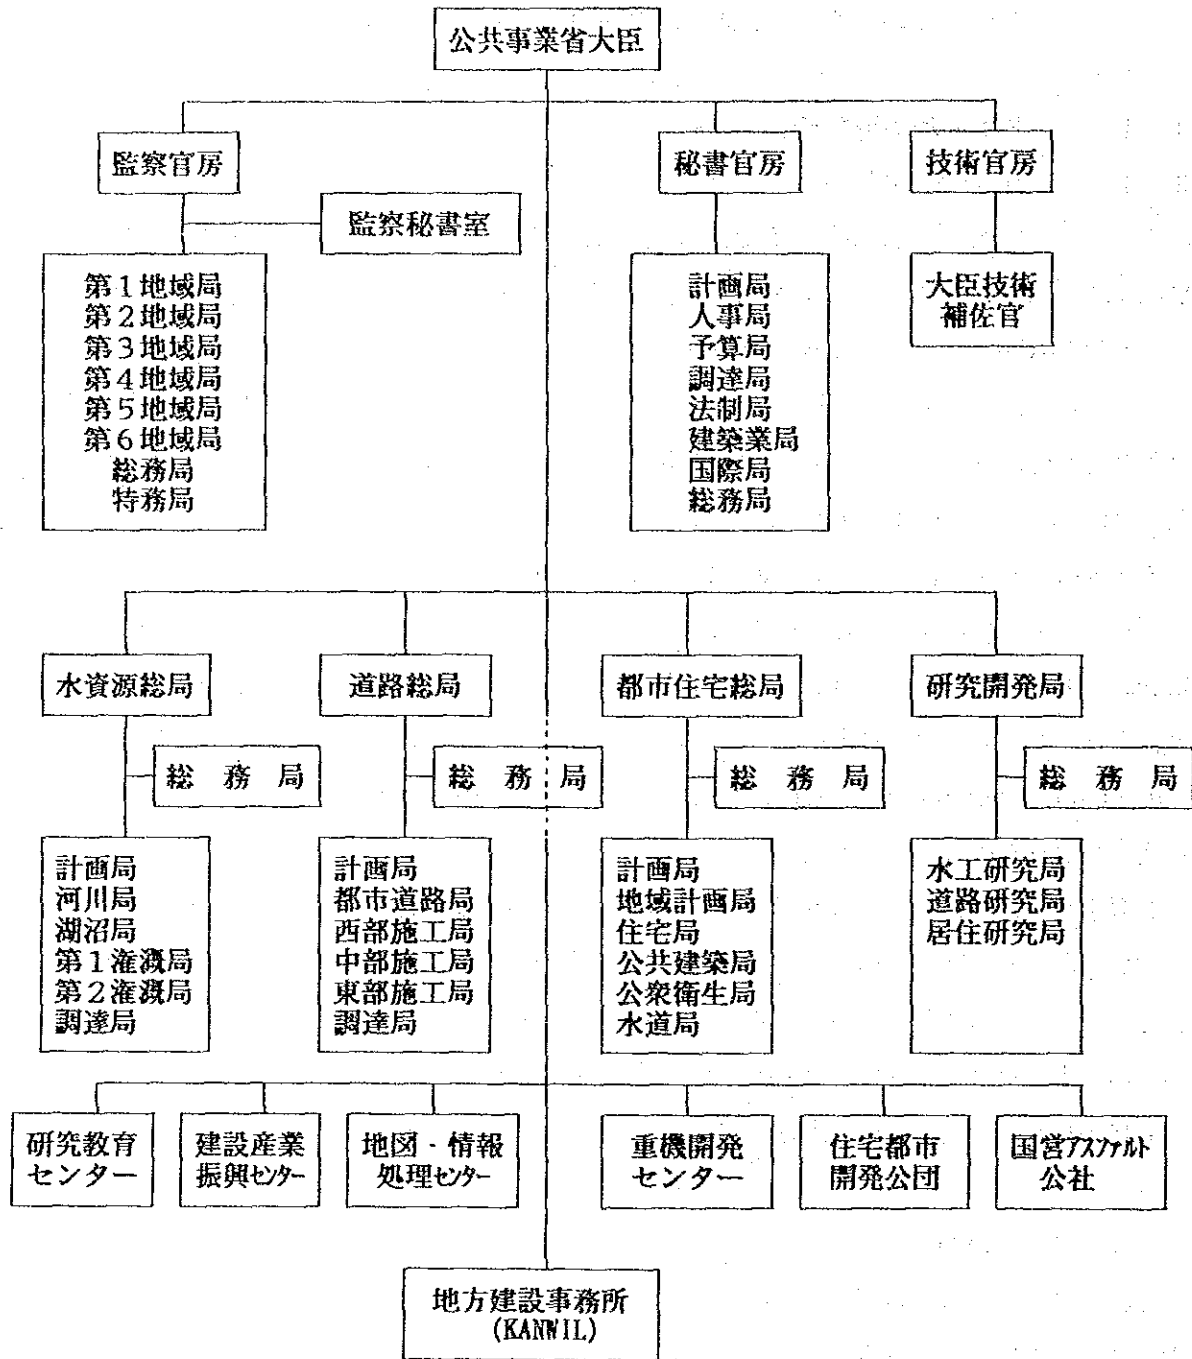 公共事業省大臣
監察官房
秘書官房
技術官房
監察秘書室
第1地域局
第2地域局
第3地域局
第4地域局
第5地域局
第6地域局
総務局
特務局
計画局
人事局
予算局
調達局
法制局
建築業局
国際局
総務局
大臣技術
補佐官
水資源総局
道路総局
都市住宅総局
研究開発局
総務局
総務局
総務局
総務局
計画局
河川局
湖沼局
第1潅漑局
第2潅漑局
調達局
計画局
都市道路局
西部施工局
中部施工局
東部施工局
調達局
計画局
地域計画局
住宅局
公共建築局
公衆衛生局
水道局
水工研究局
道路研究局
居住研究局
研究教育
センター
建設産業
振興センター
地図・情報
処理センター
重機開発
センター
住宅都市
開発公団
国営アスファルト
公社
地方建設事務所
(KANWIL)